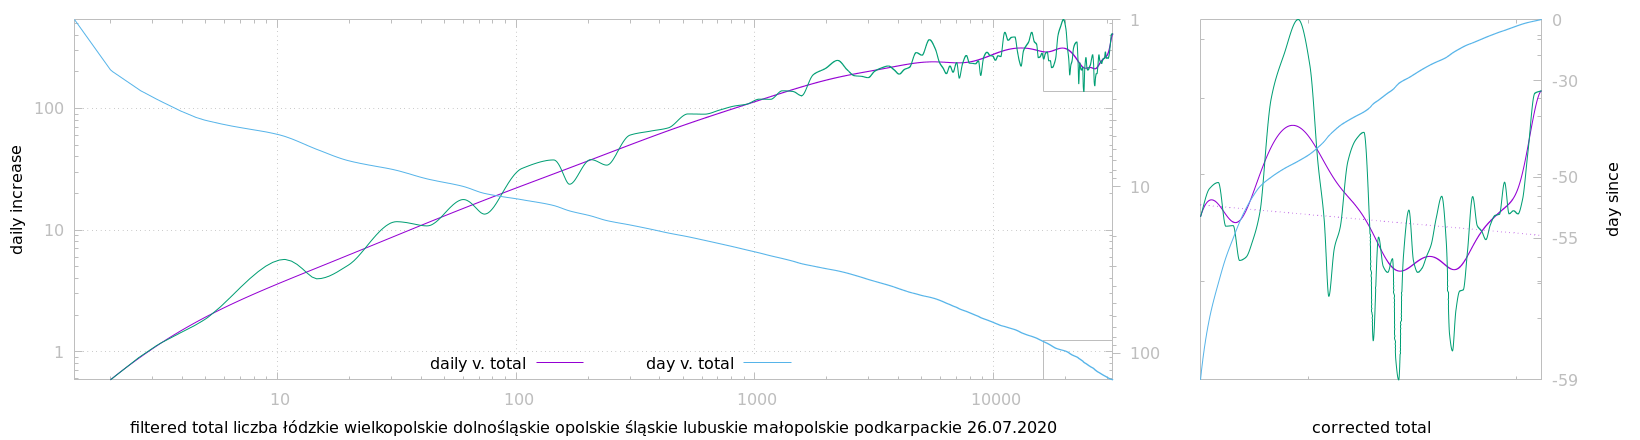 1
0
100
-30
10
-50
-55
10
1
100
-59
daily increase
day since
daily v. total
day v. total
10
100
1000
10000
filtered total liczba łódzkie wielkopolskie dolnośląskie opolskie śląskie lubuskie małopolskie podkarpackie 26.07.2020
corrected total